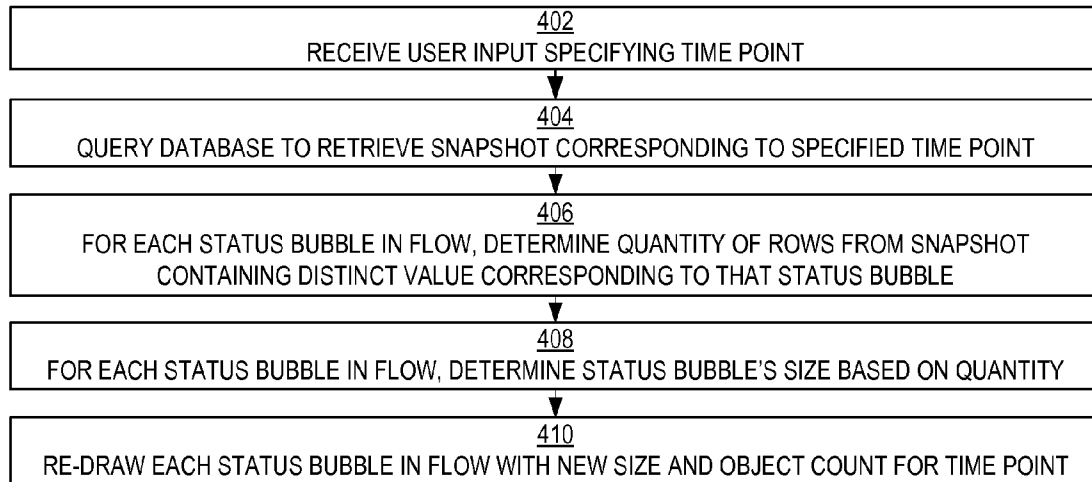 402
RECEIVE USER INPUT SPECIFYING TIME POINT
404
QUERY DATABASE TO RETRIEVE SNAPSHOT CORRESPONDING TO SPECIFIED TIME POINT
406
FOR EACH STATUS BUBBLE IN FLOW, DETERMINE QUANTITY OF ROWS FROM SNAPSHOT
CONTAINING DISTINCT VALUE CORRESPONDING TO THAT STATUS BUBBLE
408
FOR EACH STATUS BUBBLE IN FLOW, DETERMINE STATUS BUBBLE'S SIZE BASED ON QUANTITY
410
RE-DRAW EACH STATUS BUBBLE IN FLOW WITH NEW SIZE AND OBJECT COUNT FOR TIME POINT